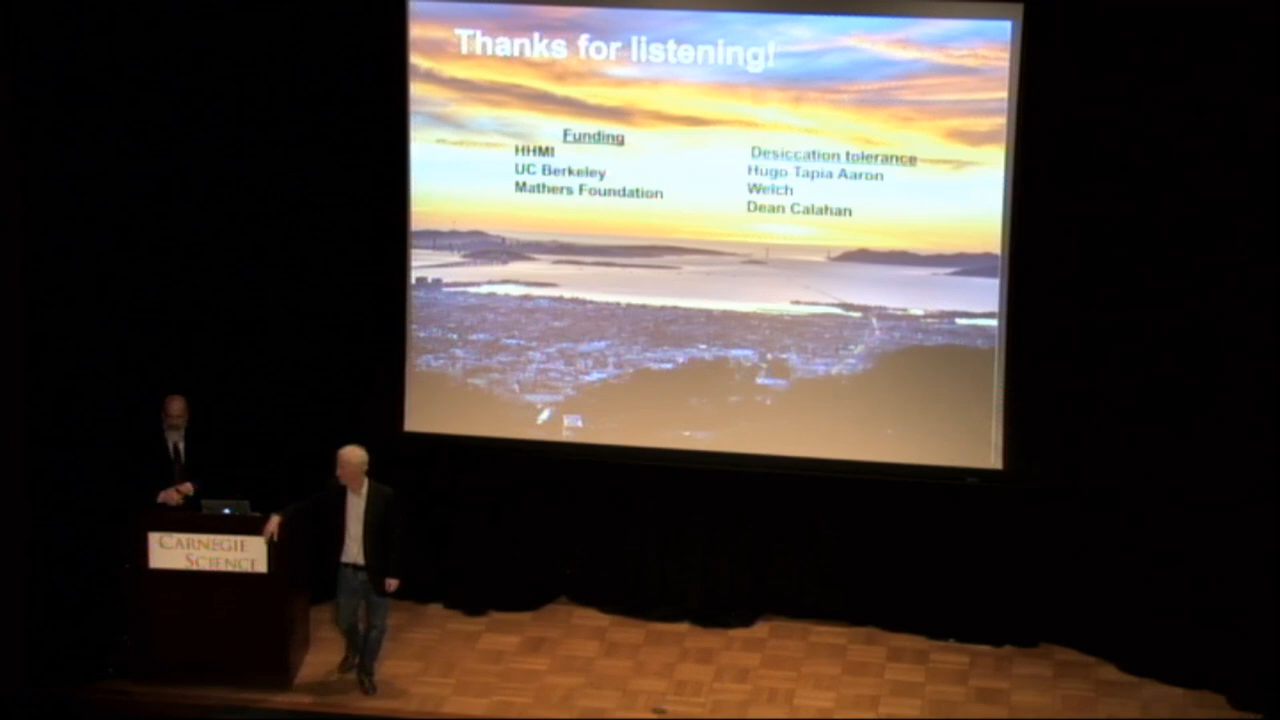 Thanks for listening!
Funding
HHMI
UC Berkeley
Mathers Foundation
Desiccation tolerance
Hugo Tapia Aaron
Welch
Dean Calahan
CARNEGIE
SCIENCE